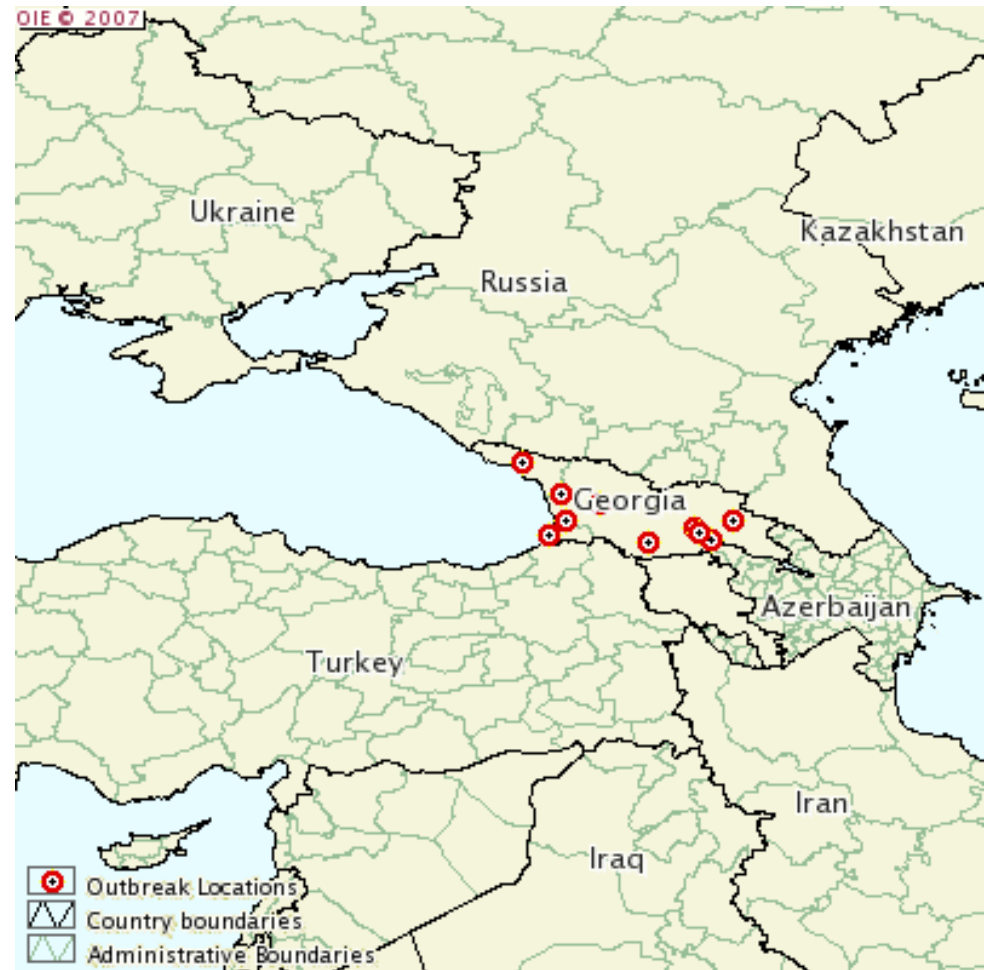 OIE © 2007
Ukraine
Kazakhstan
Russia
Georgia
Azerbaijan
Turkey
Iran
Iraq
Outbreak Locations
Country boundaries
Administrative Boundaries